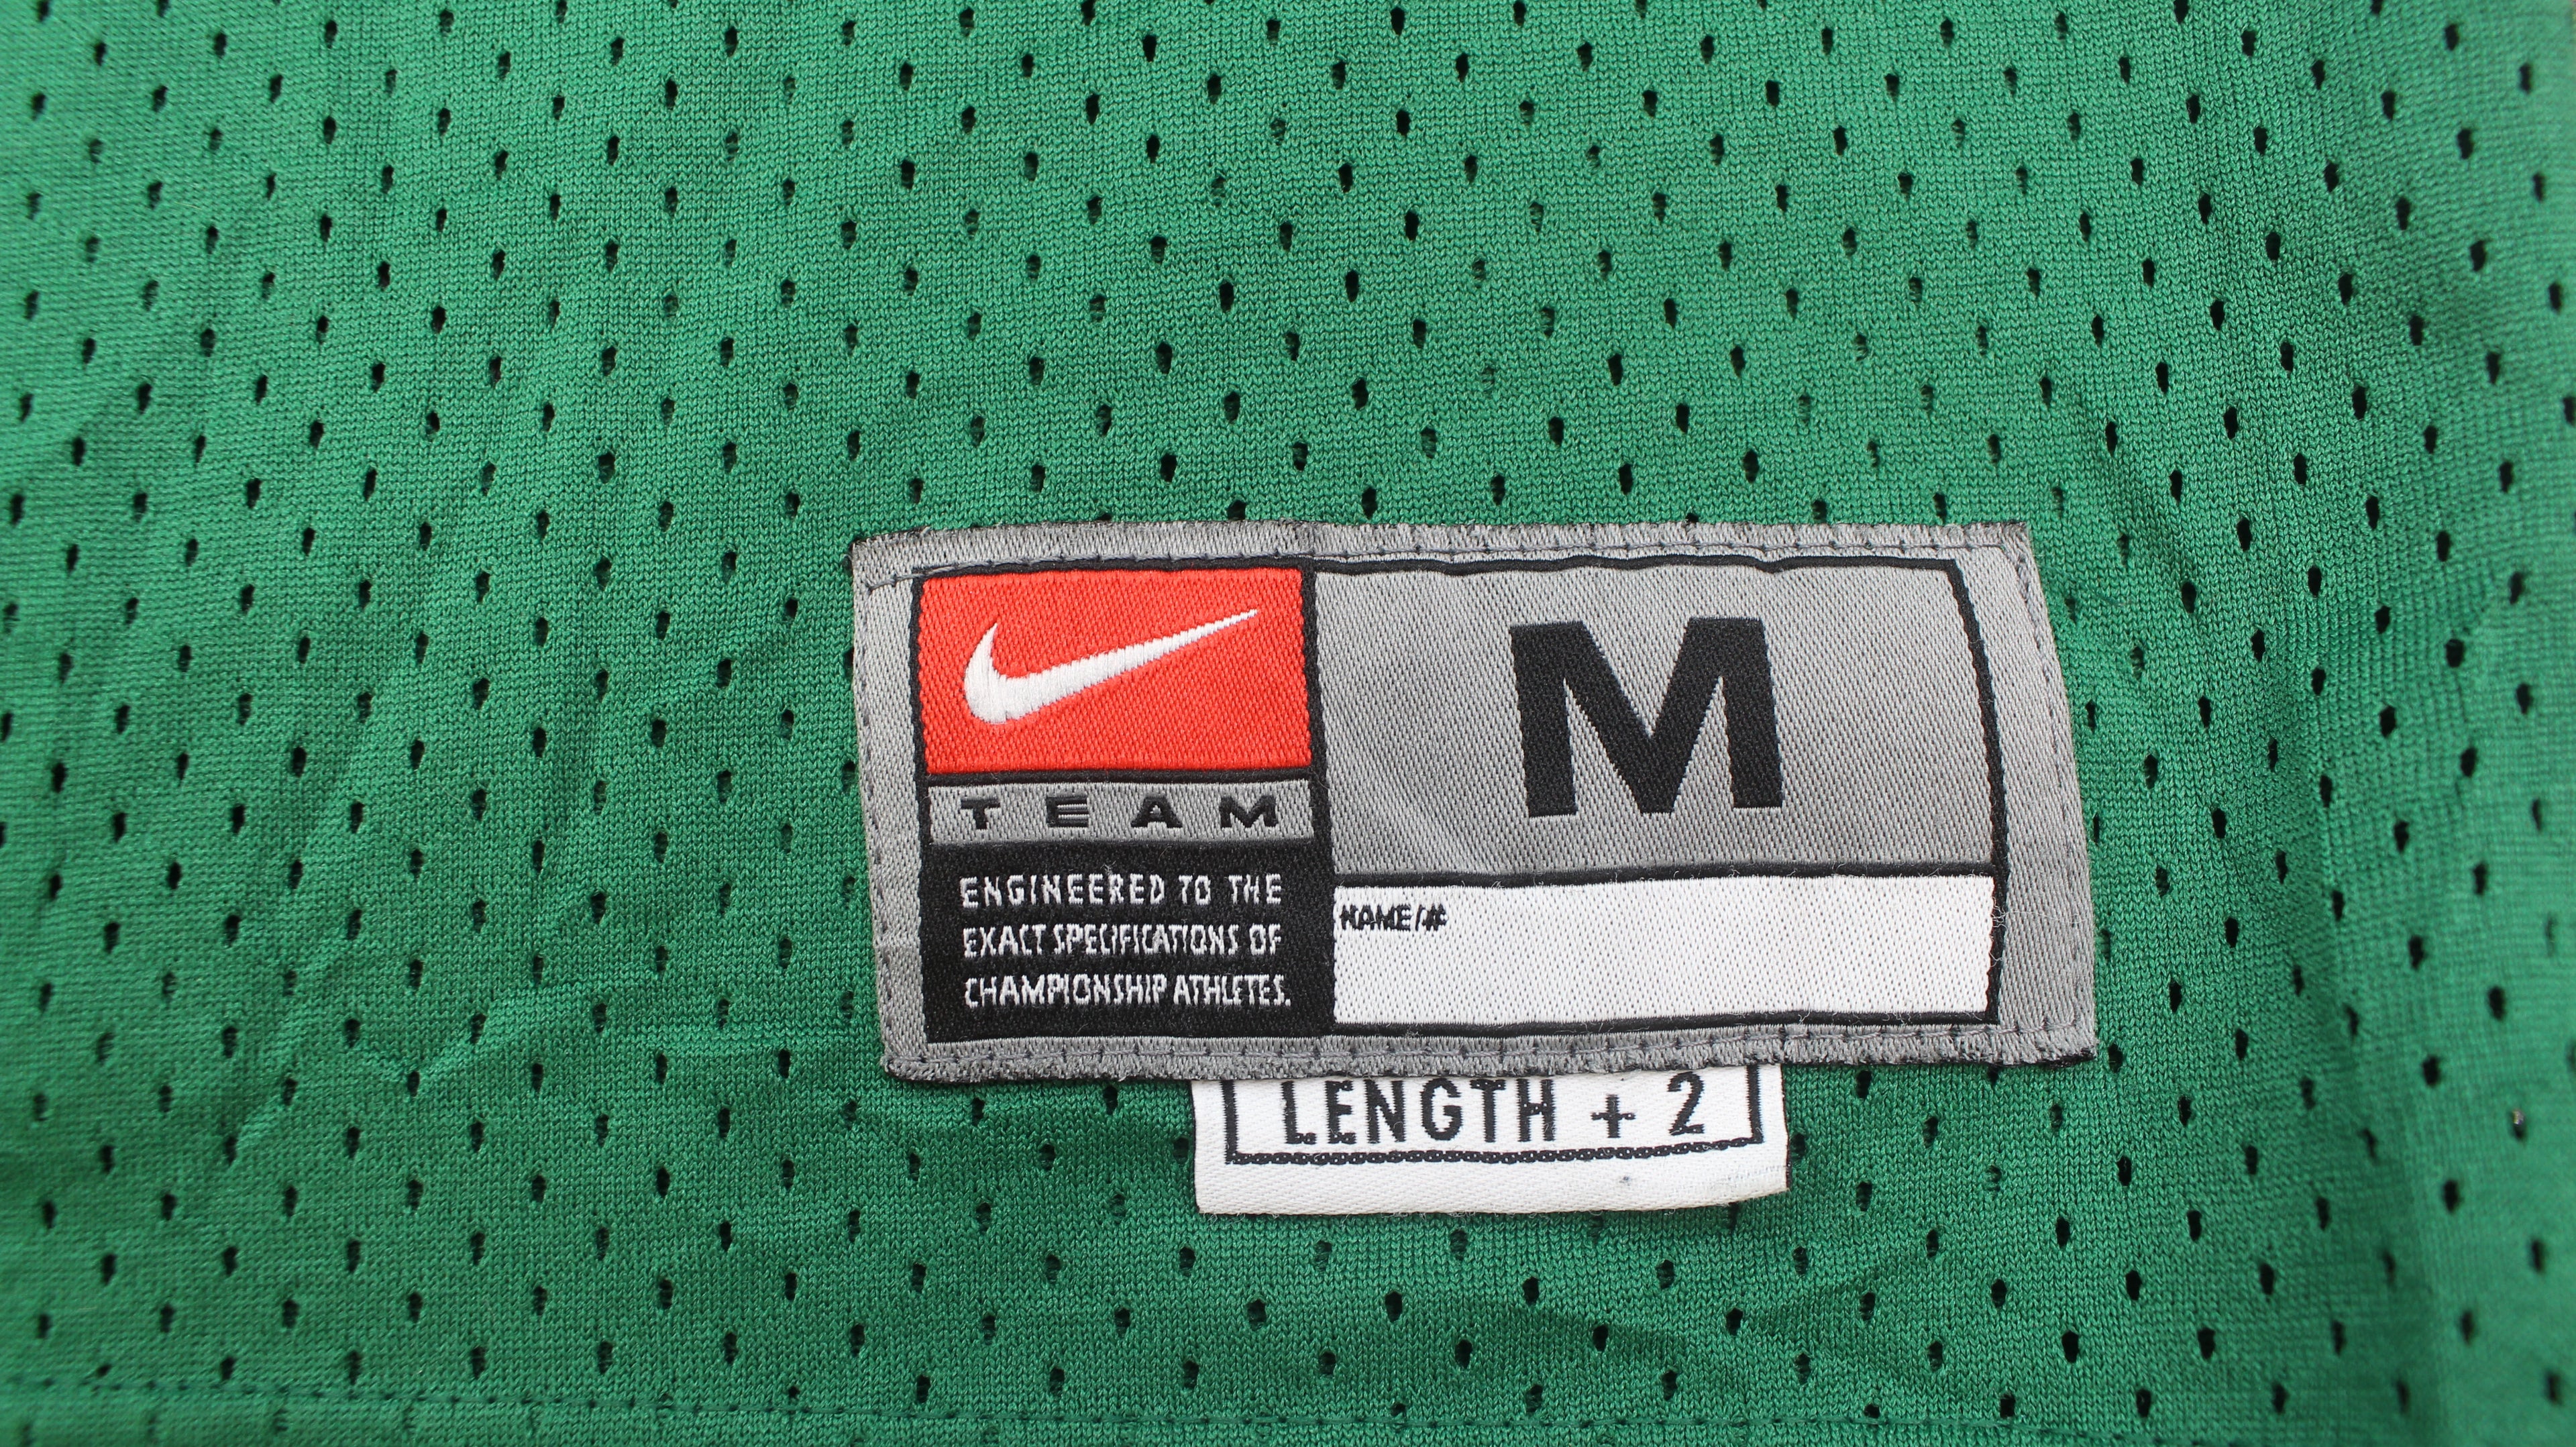 M
TEAM
ENGINEERED TO THE
EXACT SPECIFICATIONS OF
CHAMPIONSHIP ATHLETES.
NAME/#
LENGTH + 2